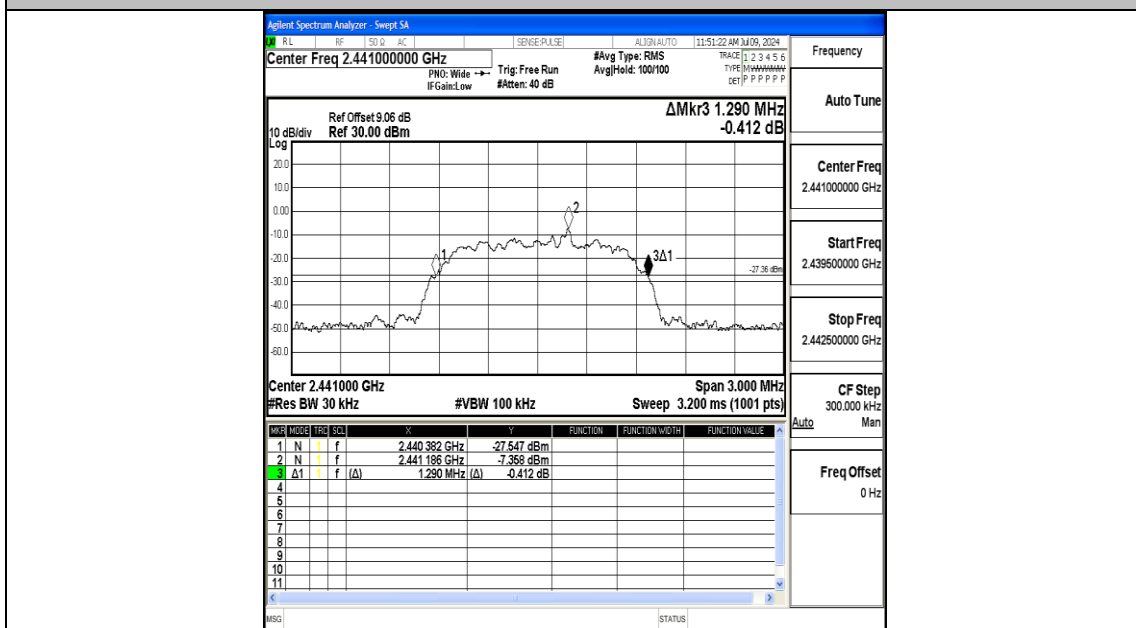 Agilent Spectrum Analyzer - Swept SA
LXI RL RF 50 Ω AC SENSE:PULSE ALIGNAUTO 11:51:22 AM Jul 09, 2024
Center Freq 2.441000000 GHz #Avg Type: RMS TRACE 1 2 3 4 5 6
PNO: Wide Trig: Free Run Avg|Hold: 100/100 TYPE MWWWWW
IFGain:Low #Atten: 40 dB DET P P P P P P
Frequency
Auto Tune
ΔMkr3 1.290 MHz
-0.412 dB
Ref Offset 9.06 dB
10 dB/div Ref 30.00 dBm
Log
20.0
10.0
0.00
-10.0
-20.0
-30.0
-40.0
-50.0
-60.0
1
2
3Δ1
-27.36 dBm
Center 2.441000 GHz Span 3.000 MHz
#Res BW 30 kHz #VBW 100 kHz Sweep 3.200 ms (1001 pts)
MKR MODE TRC SCL X Y FUNCTION FUNCTION WIDTH FUNCTION VALUE
1 N 1 f 2.440 382 GHz -27.547 dBm
2 N 1 f 2.441 186 GHz -7.358 dBm
3 Δ1 1 f (Δ) 1.290 MHz (Δ) -0.412 dB
4
5
6
7
8
9
10
11
Center Freq
2.441000000 GHz
Start Freq
2.439500000 GHz
Stop Freq
2.442500000 GHz
CF Step
300.000 kHz
Auto Man
Freq Offset
0 Hz
MSG STATUS